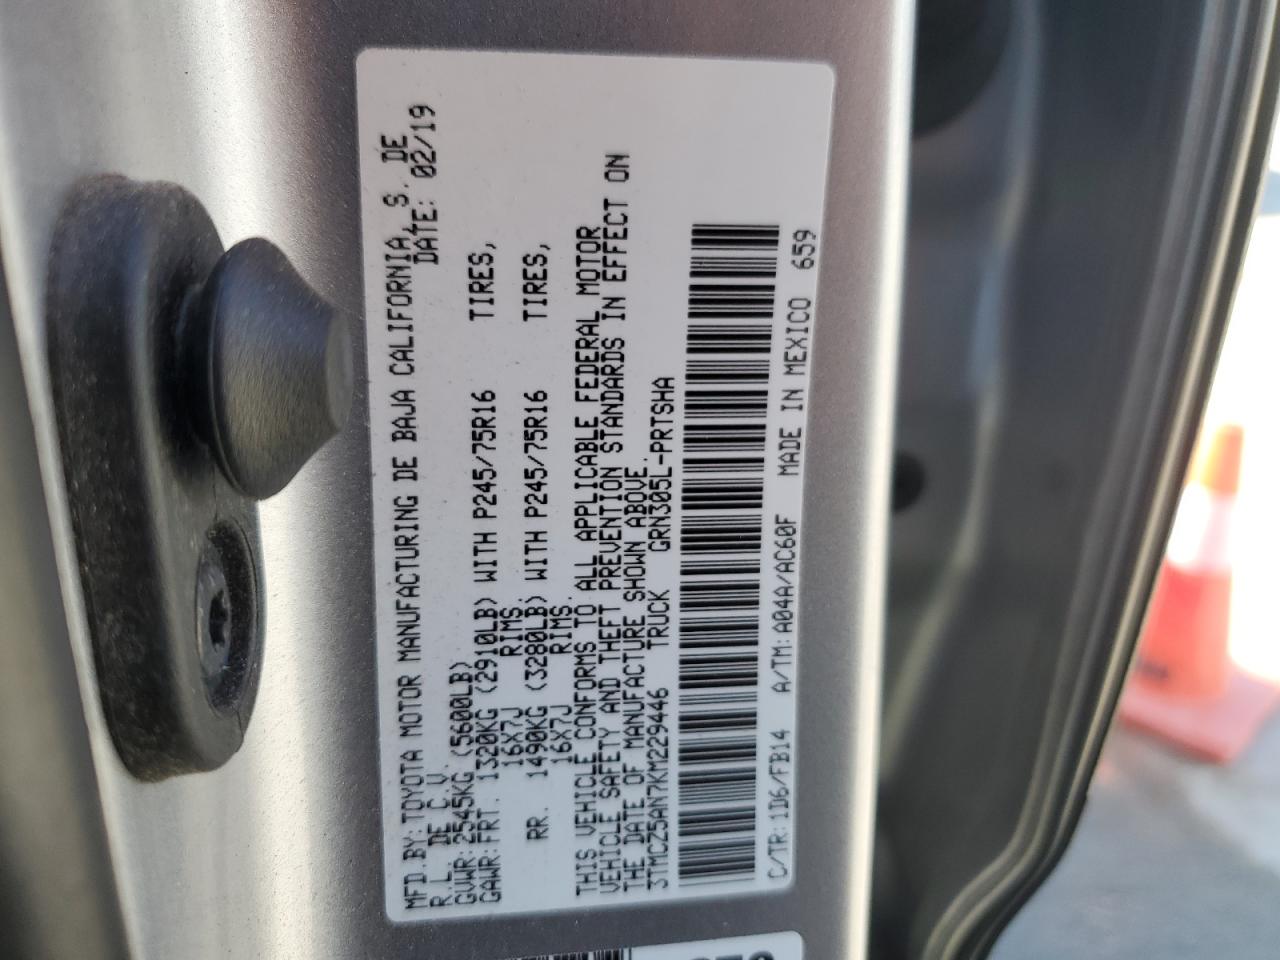 MFD.BY:TOYOTA MOTOR MANUFACTURING DE BAJA CALIFORNIA, S. DE
R.L. DE C.V. DATE: 02/19
GVWR:2545KG (5600LB)
GAWR:FRT. 1320KG (2910LB) WITH P245/75R16 TIRES,
16X7J RIMS.
RR. 1490KG (3280LB) WITH P245/75R16 TIRES,
16X7J RIMS.
THIS VEHICLE CONFORMS TO ALL APPLICABLE FEDERAL MOTOR
VEHICLE SAFETY AND THEFT PREVENTION STANDARDS IN EFFECT ON
THE DATE OF MANUFACTURE SHOWN ABOVE.
3TMCZ5AN7KM229446 TRUCK GRN305L-PRTSHA
C/TR:1D6/FB14 A/TM:A04A/AC60F MADE IN MEXICO 659